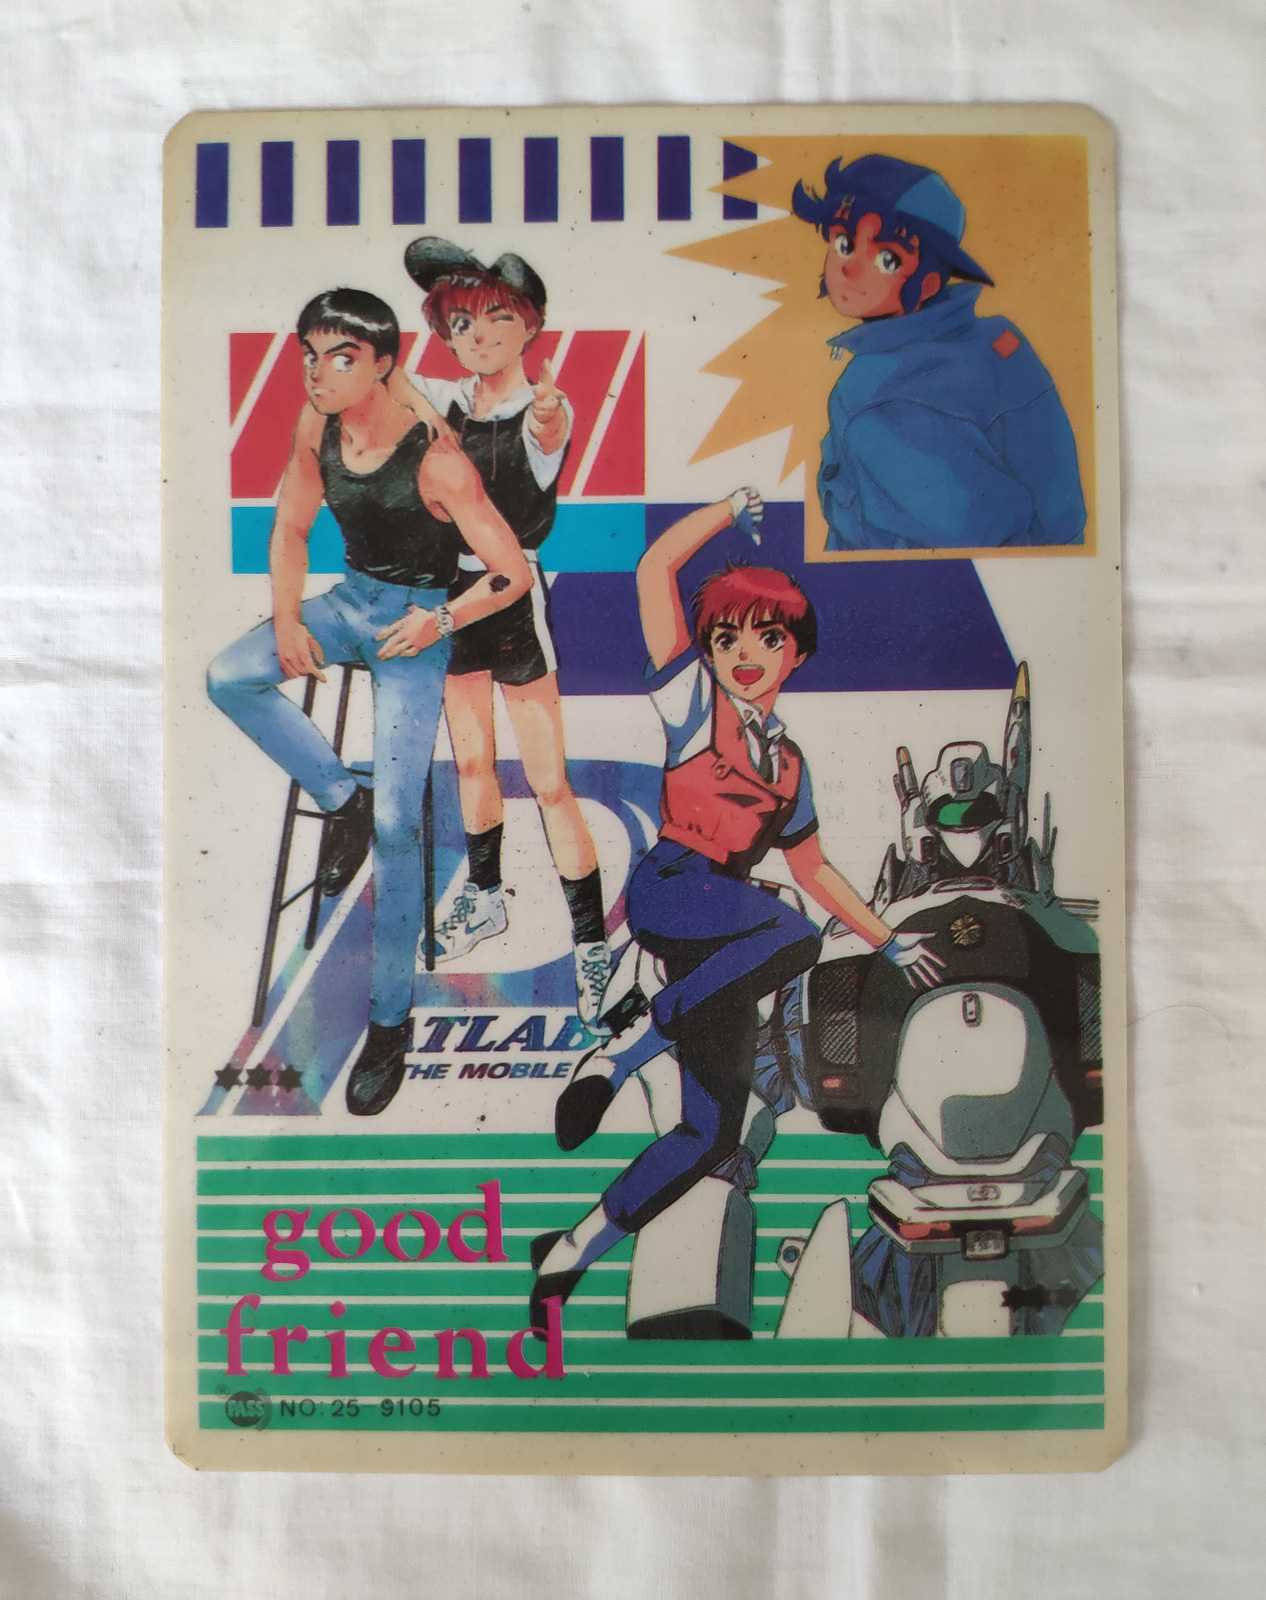 ATLAB
THE MOBILE
good
friend
PASS NO: 25-9105